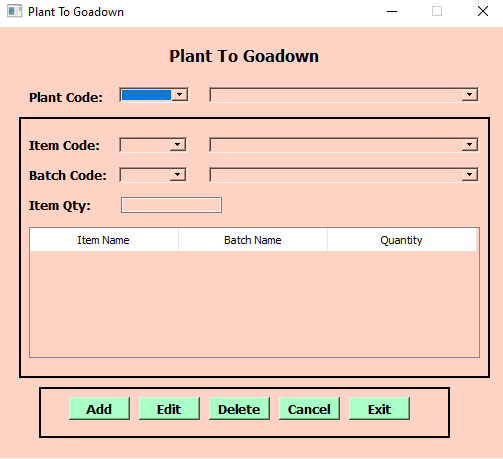 Plant To Goadown
Plant To Goadown
Plant Code:
Item Code:
Batch Code:
Item Qty:
Item Name Batch Name Quantity
Add Edit Delete Cancel Exit